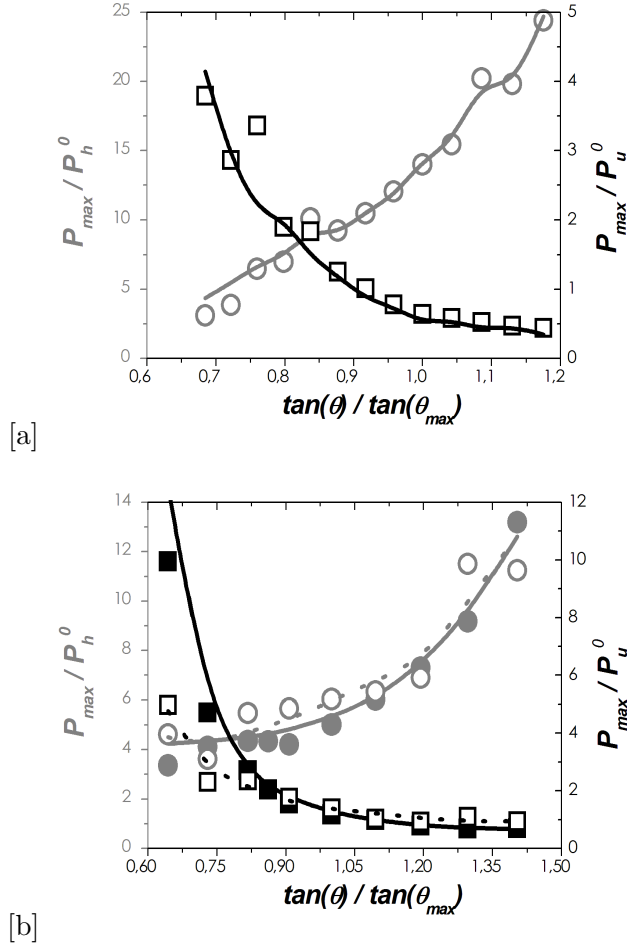 25
20
15
10
5
0
P_max / P_h^0
5
4
3
2
1
0
P_max / P_u^0
0,6 0,7 0,8 0,9 1,0 1,1 1,2
tan(θ) / tan(θ_max)
[a]
14
12
10
8
6
4
2
0
P_max / P_h^0
12
10
8
6
4
2
0
P_max / P_u^0
0,60 0,75 0,90 1,05 1,20 1,35 1,50
tan(θ) / tan(θ_max)
[b]